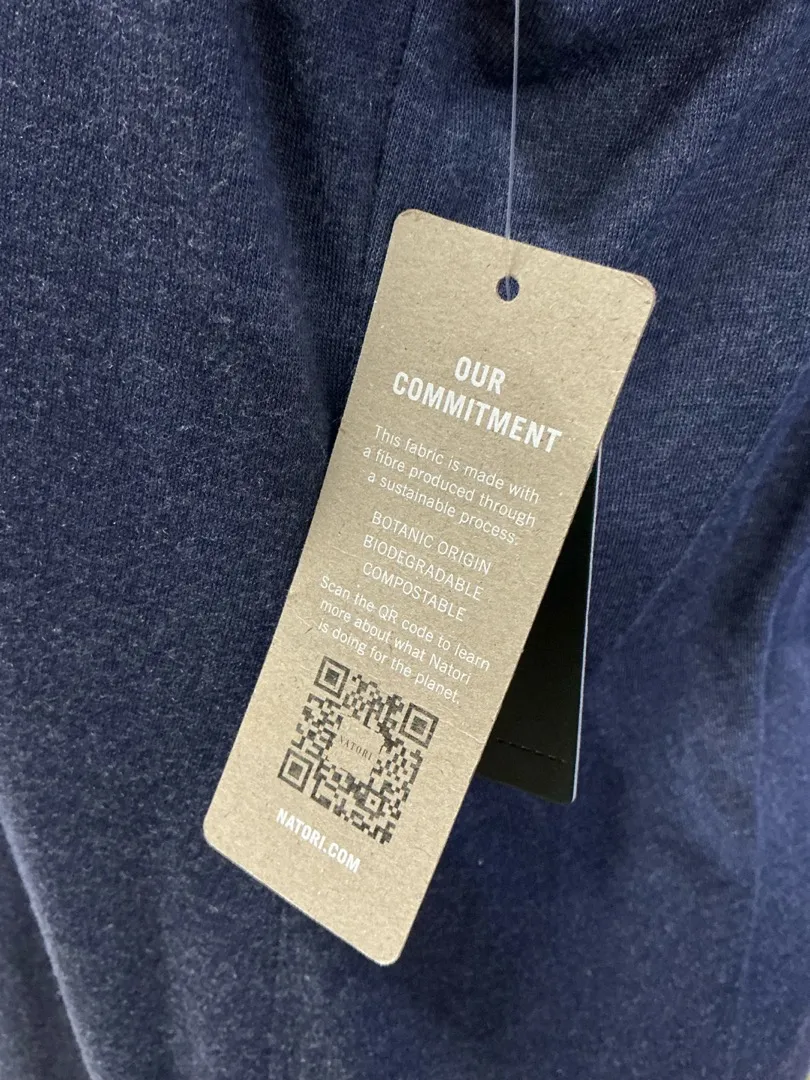 OUR
COMMITMENT
This fabric is made with
a fibre produced through
a sustainable process:
BOTANIC ORIGIN
BIODEGRADABLE
COMPOSTABLE
Scan the QR code to learn
more about what Natori
is doing for the planet.
NATORI
NATORI.COM